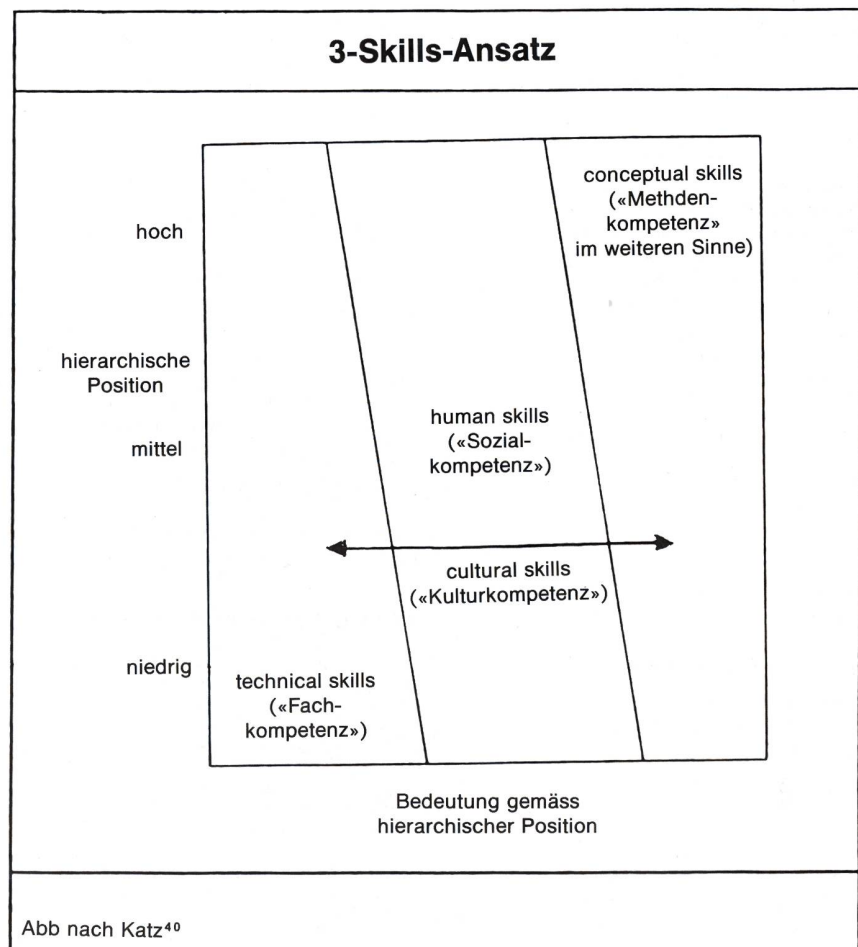 3-Skills-Ansatz
conceptual skills
(«Methden-
kompetenz»
im weiteren Sinne)
hoch
hierarchische
Position
mittel
human skills
(«Sozial-
kompetenz»)
cultural skills
(«Kulturkompetenz»)
niedrig
technical skills
(«Fach-
kompetenz»)
Bedeutung gemäss
hierarchischer Position
Abb nach Katz⁴⁰